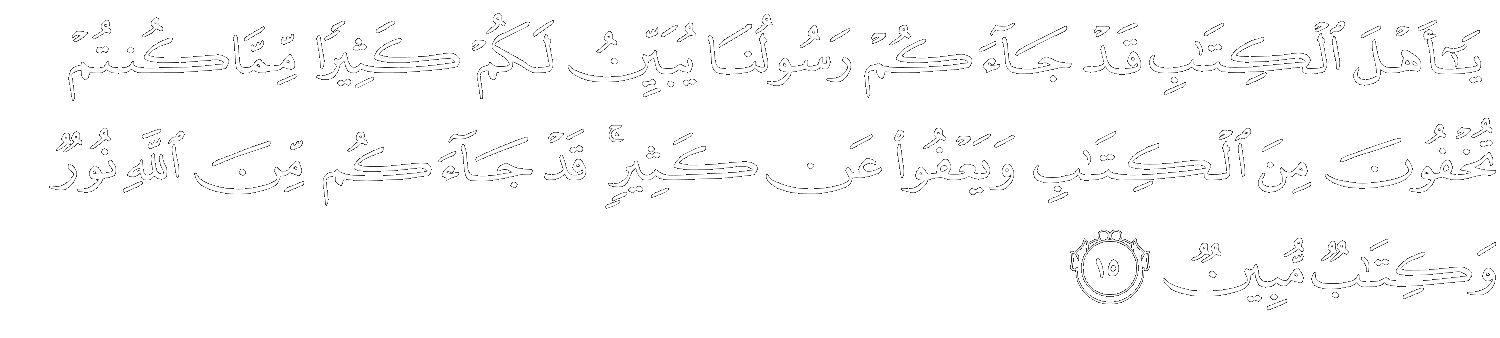 يَـٰٓأَهْلَ ٱلْكِتَـٰبِ قَدْ جَآءَكُمْ رَسُولُنَا يُبَيِّنُ لَكُمْ كَثِيرًا مِّمَّا كُنتُمْ
تُخْفُونَ مِنَ ٱلْكِتَـٰبِ وَيَعْفُوا۟ عَن كَثِيرٍ ۚ قَدْ جَآءَكُم مِّنَ ٱللَّهِ نُورٌ
وَكِتَـٰبٌ مُّبِينٌ ١٥